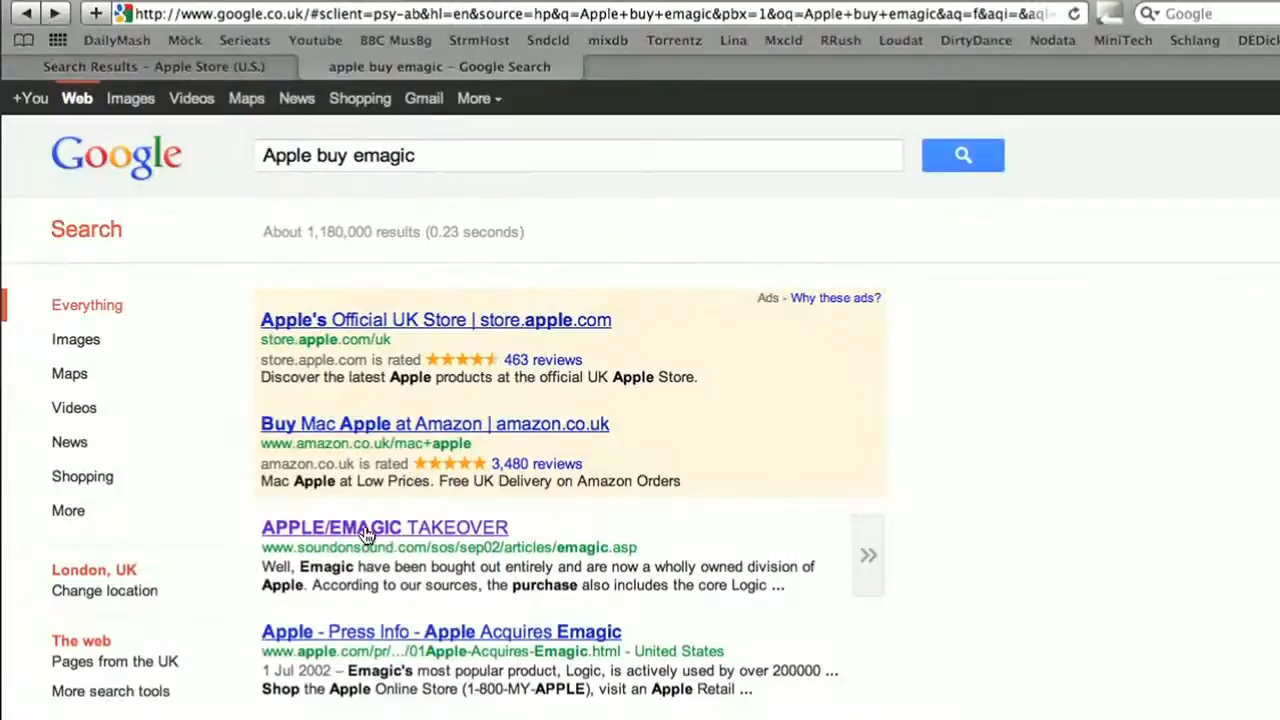 http://www.google.co.uk/#sclient=psy-ab&hl=en&source=hp&q=Apple+buy+emagic&pbx=1&oq=Apple+buy+emagic&aq=f&aqi=&aql- Google
DailyMash Möck Serieats Youtube BBC MusBg StrmHost Sndcld mixdb Torrentz Lina Mxcld RRush Loudat DirtyDance Nodata MiniTech Schlang DEDic
Search Results - Apple Store (U.S.) apple buy emagic - Google Search
+You Web Images Videos Maps News Shopping Gmail More
Google Apple buy emagic
Search About 1,180,000 results (0.23 seconds)
Everything
Images
Maps
Videos
News
Shopping
More
London, UK
Change location
The web
Pages from the UK
More search tools
Ads - Why these ads?
Apple's Official UK Store | store.apple.com
store.apple.com/uk
store.apple.com is rated 463 reviews
Discover the latest Apple products at the official UK Apple Store.
Buy Mac Apple at Amazon | amazon.co.uk
www.amazon.co.uk/mac+apple
amazon.co.uk is rated 3,480 reviews
Mac Apple at Low Prices. Free UK Delivery on Amazon Orders
APPLE/EMAGIC TAKEOVER
www.soundonsound.com/sos/sep02/articles/emagic.asp
Well, Emagic have been bought out entirely and are now a wholly owned division of
Apple. According to our sources, the purchase also includes the core Logic ...
Apple - Press Info - Apple Acquires Emagic
www.apple.com/pr/.../01Apple-Acquires-Emagic.html - United States
1 Jul 2002 – Emagic's most popular product, Logic, is actively used by over 200000 ...
Shop the Apple Online Store (1-800-MY-APPLE), visit an Apple Retail ...